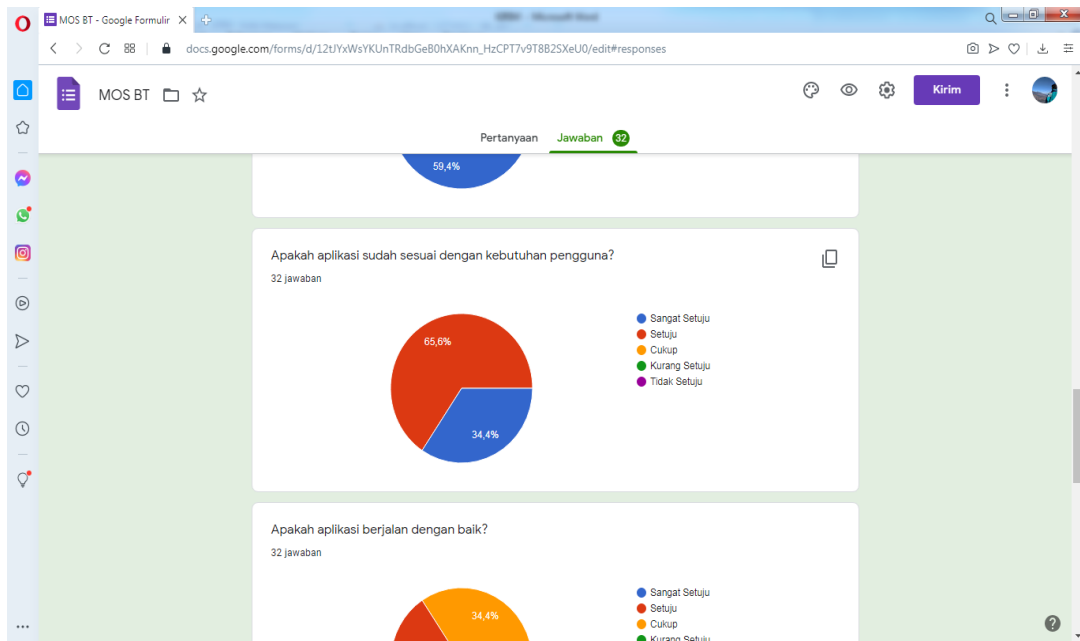 MOS BT - Google Formulir
docs.google.com/forms/d/12tJYxWsYKUnTRdbGeB0hXAKnn_HzCPT7v9T8B2SXeU0/edit#responses
MOS BT
Kirim
Pertanyaan Jawaban 32
59,4%
Apakah aplikasi sudah sesuai dengan kebutuhan pengguna?
32 jawaban
65,6%
34,4%
Sangat Setuju
Setuju
Cukup
Kurang Setuju
Tidak Setuju
Apakah aplikasi berjalan dengan baik?
32 jawaban
34,4%
Sangat Setuju
Setuju
Cukup
Kurang Setuju